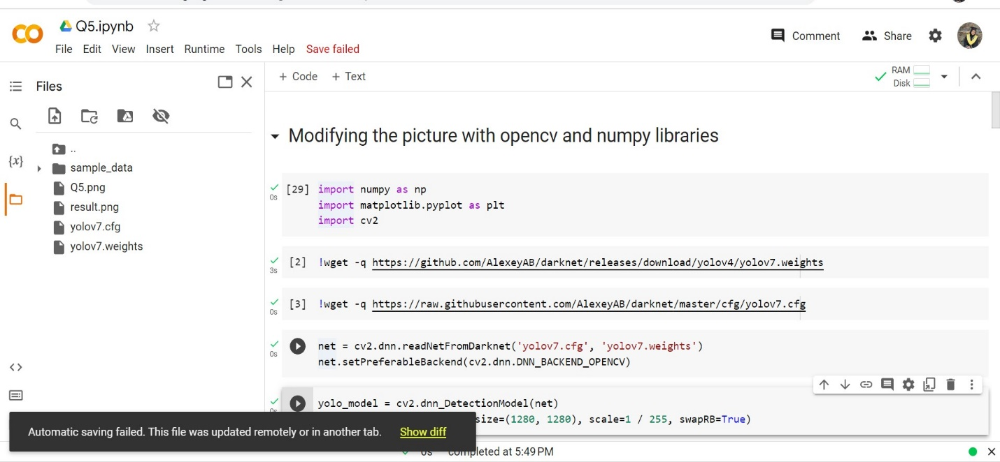 Q5.ipynb
File Edit View Insert Runtime Tools Help Save failed
Comment
Share
Files
+ Code + Text
RAM
Disk
..
sample_data
Q5.png
result.png
yolov7.cfg
yolov7.weights
{x}
<>
Modifying the picture with opencv and numpy libraries
0s
[29] import numpy as np
import matplotlib.pyplot as plt
import cv2
3s
[2] !wget -q https://github.com/AlexeyAB/darknet/releases/download/yolov4/yolov7.weights
0s
[3] !wget -q https://raw.githubusercontent.com/AlexeyAB/darknet/master/cfg/yolov7.cfg
0s
net = cv2.dnn.readNetFromDarknet('yolov7.cfg', 'yolov7.weights')
net.setPreferableBackend(cv2.dnn.DNN_BACKEND_OPENCV)
0s
yolo_model = cv2.dnn_DetectionModel(net)
size=(1280, 1280), scale=1 / 255, swapRB=True)
Automatic saving failed. This file was updated remotely or in another tab. Show diff
0s completed at 5:49 PM